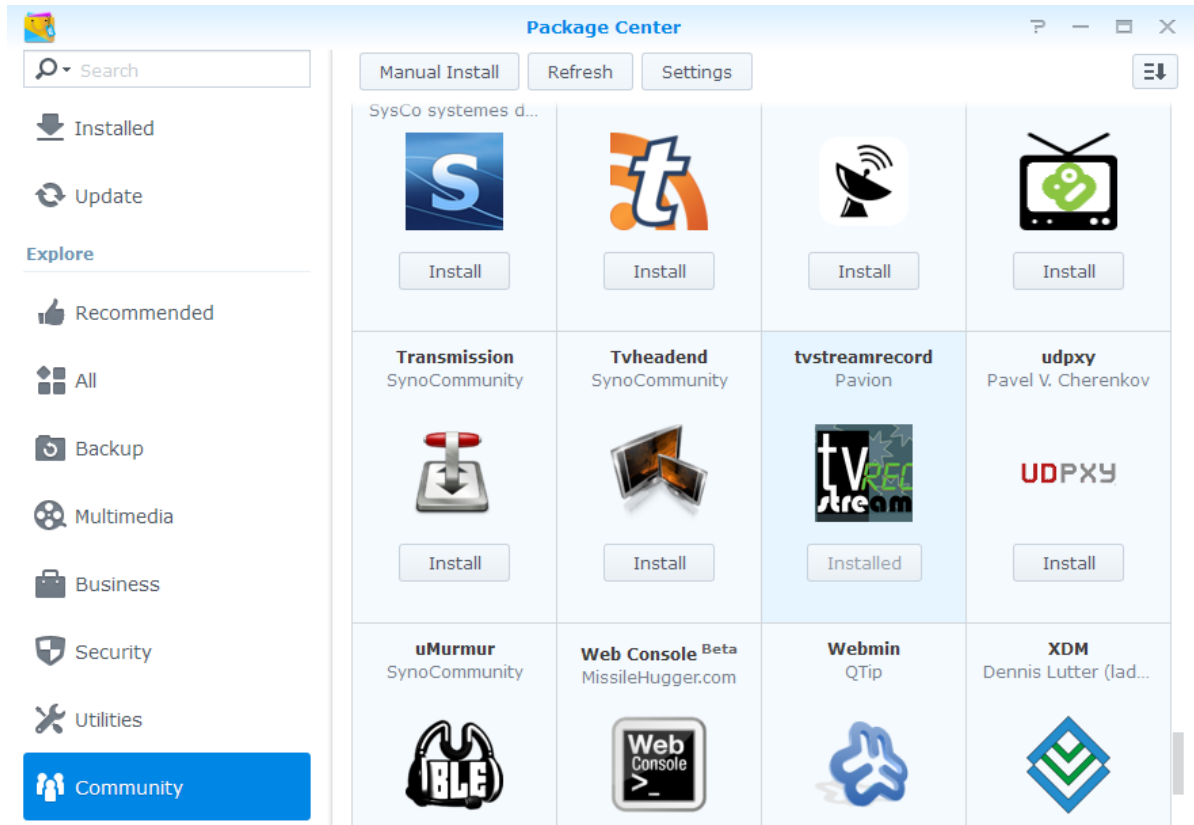 Package Center
Search
Manual Install
Refresh
Settings
Installed
Update
Explore
Recommended
All
Backup
Multimedia
Business
Security
Utilities
Community
SysCo systemes d...
S
t
Install
Install
Install
Install
Transmission
SynoCommunity
Install
Tvheadend
SynoCommunity
Install
tvstreamrecord
Pavion
tV REC
stream
Installed
udpxy
Pavel V. Cherenkov
UDPXY
Install
uMurmur
SynoCommunity
BLE
Web Console Beta
MissileHugger.com
Web
Console
>_
Webmin
QTip
XDM
Dennis Lutter (lad...